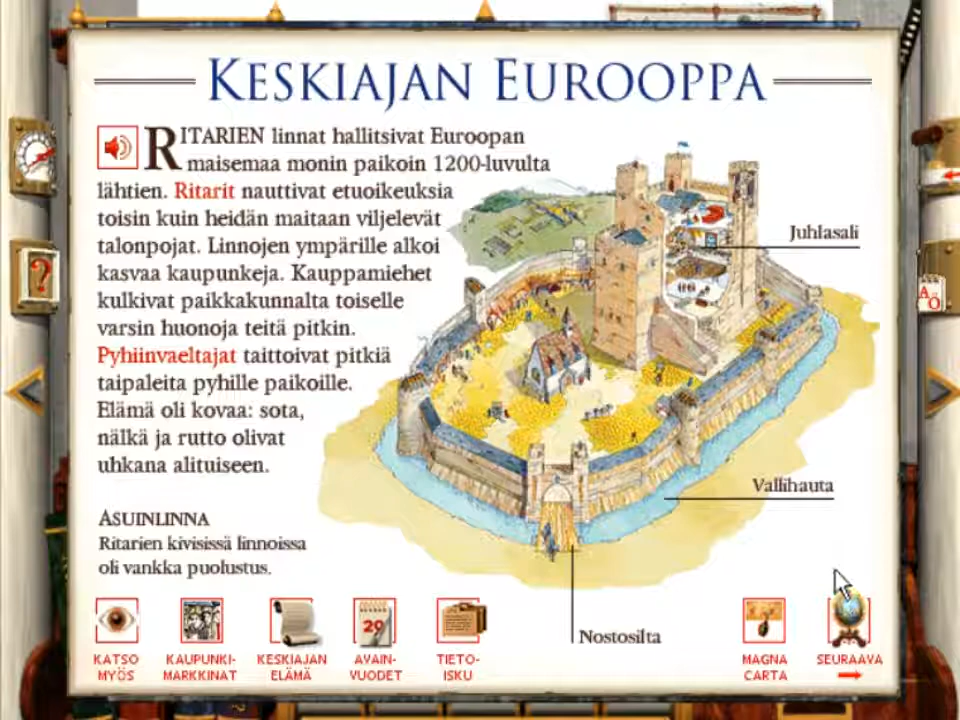 KESKIAJAN EUROOPPA
RITARIEN linnat hallitsivat Euroopan
maisemaa monin paikoin 1200-luvulta
lähtien. Ritarit nauttivat etuoikeuksia
toisin kuin heidän maitaan viljelevät
talonpojat. Linnojen ympärille alkoi
kasvaa kaupunkeja. Kauppamiehet
kulkivat paikkakunnalta toiselle
varsin huonoja teitä pitkin.
Pyhiinvaeltajat taittoivat pitkiä
taipaleita pyhille paikoille.
Elämä oli kovaa: sota,
nälkä ja rutto olivat
uhkana alituiseen.
Juhlasali
?
A
Ö
Vallihauta
ASUINLINNA
Ritarien kivisissä linnoissa
oli vankka puolustus.
Nostosilta
29
KATSO
MYÖS
KAUPUNKI-
MARKKINAT
KESKIAJAN
ELÄMÄ
AVAIN-
VUODET
TIETO-
ISKU
MAGNA
CARTA
SEURAAVA